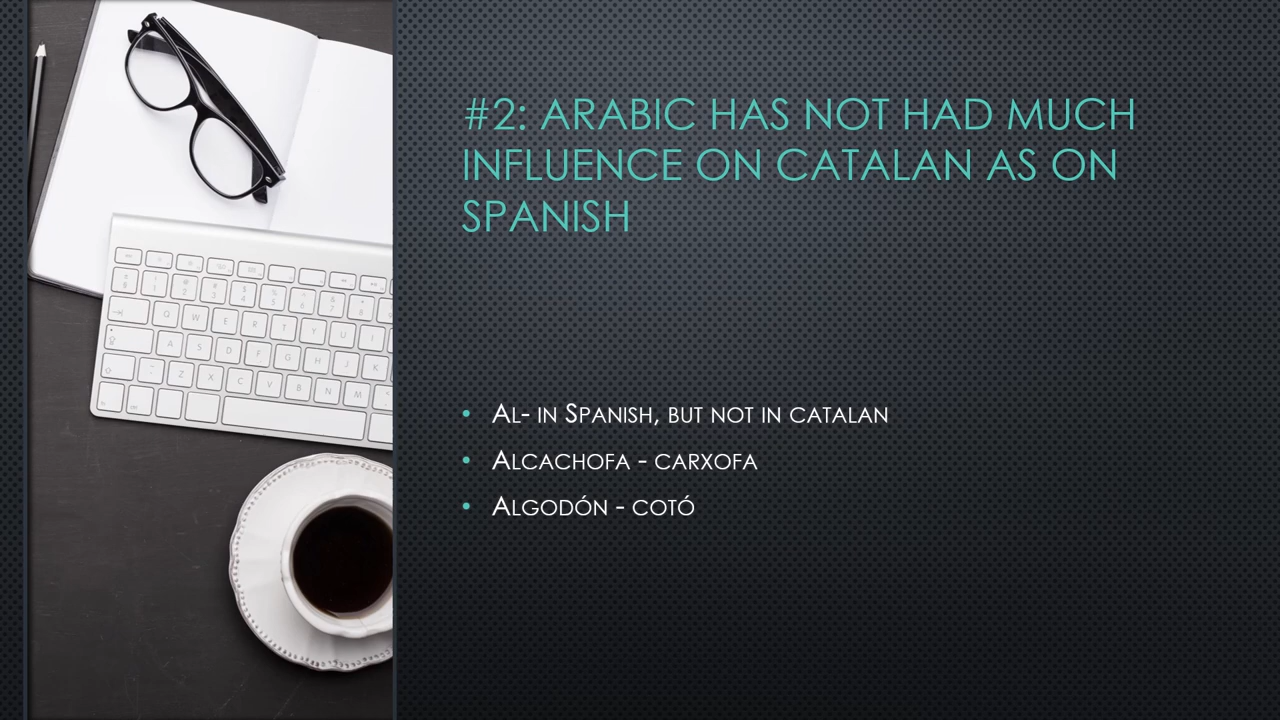 #2: ARABIC HAS NOT HAD MUCH
INFLUENCE ON CATALAN AS ON
SPANISH
• AL- IN SPANISH, BUT NOT IN CATALAN
• ALCACHOFA - CARXOFA
• ALGODÓN - COTÓ